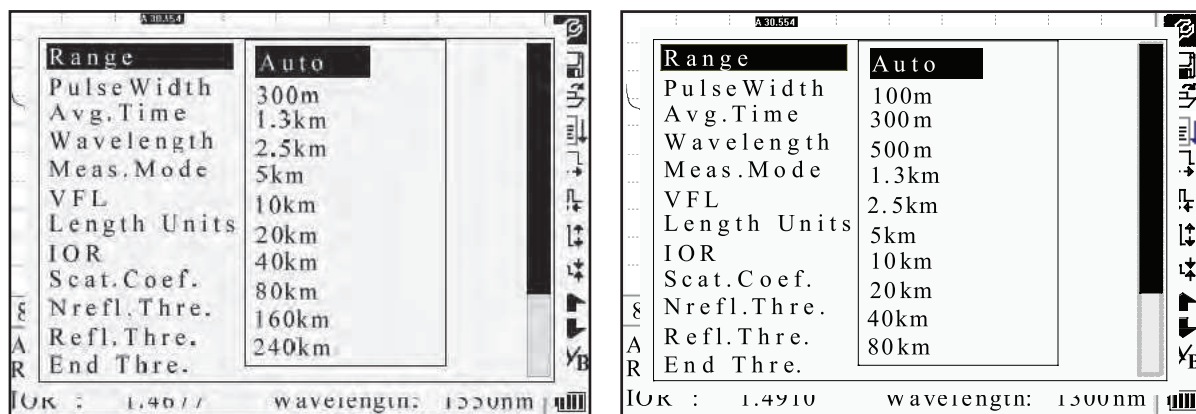 A 30.554
Range
PulseWidth
Avg.Time
Wavelength
Meas.Mode
VFL
Length Units
IOR
Scat.Coef.
Nrefl.Thre.
Refl.Thre.
End Thre.
Auto
300m
1.3km
2.5km
5km
10km
20km
40km
80km
160km
240km
8
A
R
IOR : 1.4677 Wavelength: 1550nm
A 30.554
Range
PulseWidth
Avg.Time
Wavelength
Meas.Mode
VFL
Length Units
IOR
Scat.Coef.
Nrefl.Thre.
Refl.Thre.
End Thre.
Auto
100m
300m
500m
1.3km
2.5km
5km
10km
20km
40km
80km
8
A
R
IOR : 1.4910 Wavelength: 1300nm